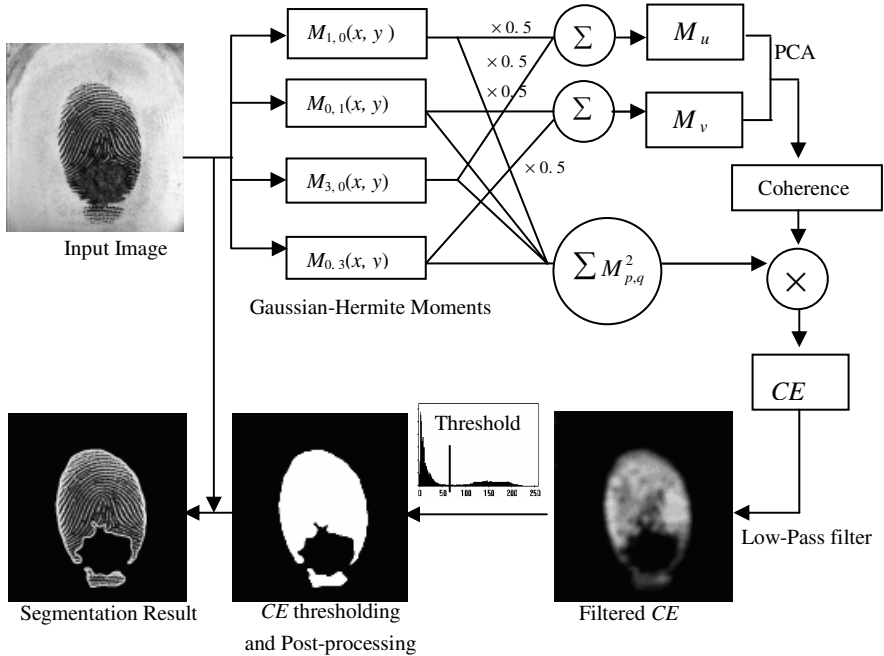 M1,0(x, y )
×0.5
Σ
Mu
×0.5
PCA
M0,1(x, y)
×0.5
Σ
Mv
M3,0(x, y)
×0.5
Coherence
M0.3(x, y)
Σ M²p,q
×
Input Image
Gaussian-Hermite Moments
CE
Threshold
0 50 100 150 200 250
Low-Pass filter
Segmentation Result
CE thresholding
and Post-processing
Filtered CE